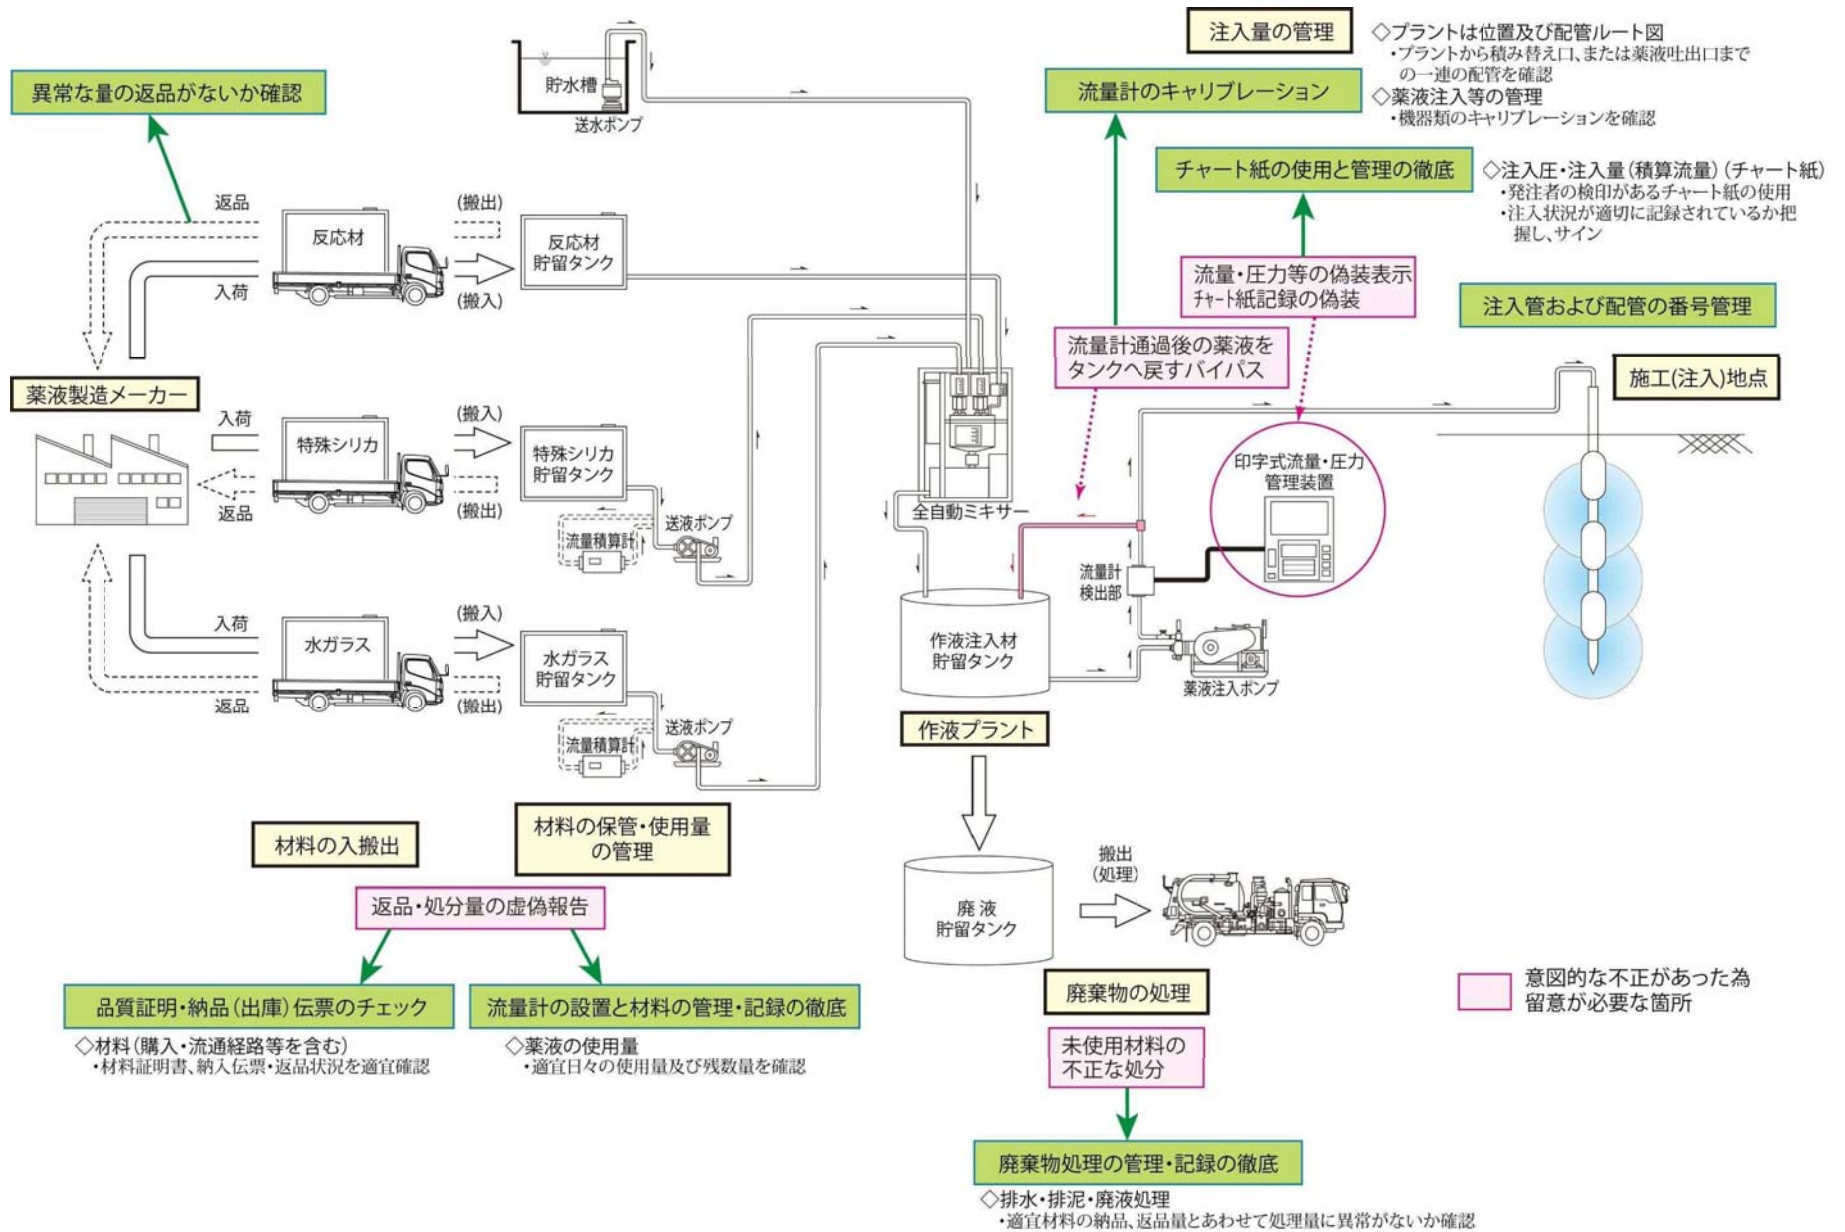 注入量の管理
◇プラントは位置及び配管ルート図
・プラントから積み替え口、または薬液吐出口まで
の一連の配管を確認
◇薬液注入等の管理
・機器類のキャリブレーションを確認
流量計のキャリブレーション
異常な量の返品がないか確認
貯水槽
送水ポンプ
チャート紙の使用と管理の徹底
◇注入圧・注入量(積算流量)(チャート紙)
・発注者の検印があるチャート紙の使用
・注入状況が適切に記録されているか把
握し、サイン
返品
(搬出)
反応材
入荷
(搬入)
反応材
貯留タンク
流量・圧力等の偽装表示
チャート紙記録の偽装
注入管および配管の番号管理
流量計通過後の薬液を
タンクへ戻すバイパス
施工(注入)地点
薬液製造メーカー
入荷
(搬入)
特殊シリカ
返品
(搬出)
特殊シリカ
貯留タンク
送液ポンプ
流量積算計
全自動ミキサー
印字式流量・圧力
管理装置
流量計
検出部
入荷
(搬入)
水ガラス
返品
(搬出)
水ガラス
貯留タンク
送液ポンプ
流量積算計
作液注入材
貯留タンク
薬液注入ポンプ
作液プラント
材料の入搬出
材料の保管・使用量
の管理
返品・処分量の虚偽報告
搬出
(処理)
廃液
貯留タンク
品質証明・納品(出庫)伝票のチェック
◇材料(購入・流通経路等を含む)
・材料証明書、納入伝票・返品状況を適宜確認
流量計の設置と材料の管理・記録の徹底
◇薬液の使用量
・適宜日々の使用量及び残数量を確認
廃棄物の処理
未使用材料の
不正な処分
意図的な不正があった為
留意が必要な箇所
廃棄物処理の管理・記録の徹底
◇排水・排泥・廃液処理
・適宜材料の納品、返品量とあわせて処理量に異常がないか確認